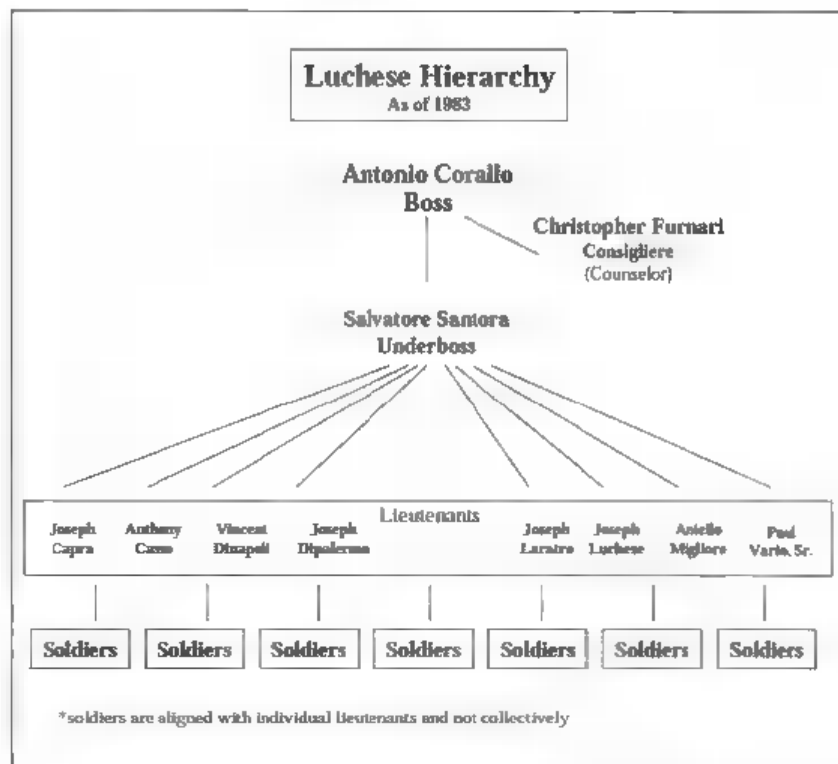 Luchese Hierarchy
As of 1983
Antonio Corallo
Boss
Christopher Furnari
Consigliere
(Counselor)
Salvatore Santora
Underboss
Lieutenants
Joseph Capra
Anthony
Vincent Dinapoli
Joseph Dipalermo
Joseph Laratro
Joseph Luchese
Aniello Migliore
Paul Vario, Sr.
Soldiers Soldiers Soldiers Soldiers Soldiers Soldiers Soldiers
*soldiers are aligned with individual lieutenants and not collectively